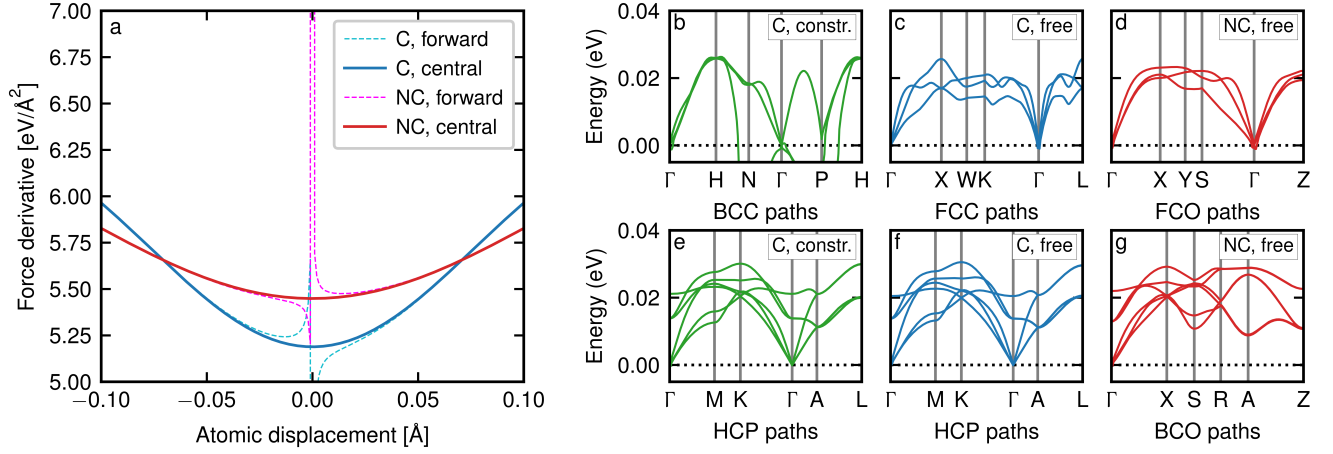 a
7.00
6.75
6.50
6.25
6.00
5.75
5.50
5.25
5.00
Force derivative [eV/Å²]
−0.10 −0.05 0.00 0.05 0.10
Atomic displacement [Å]
C, forward
C, central
NC, forward
NC, central
b C, constr.
0.04
0.02
0.00
Energy (eV)
Γ H N Γ P H
BCC paths
c C, free
Γ X W K Γ L
FCC paths
d NC, free
Γ X Y S Γ Z
FCO paths
e C, constr.
0.04
0.02
0.00
Energy (eV)
Γ M K Γ A L
HCP paths
f C, free
Γ M K Γ A L
HCP paths
g NC, free
Γ X S R A Z
BCO paths